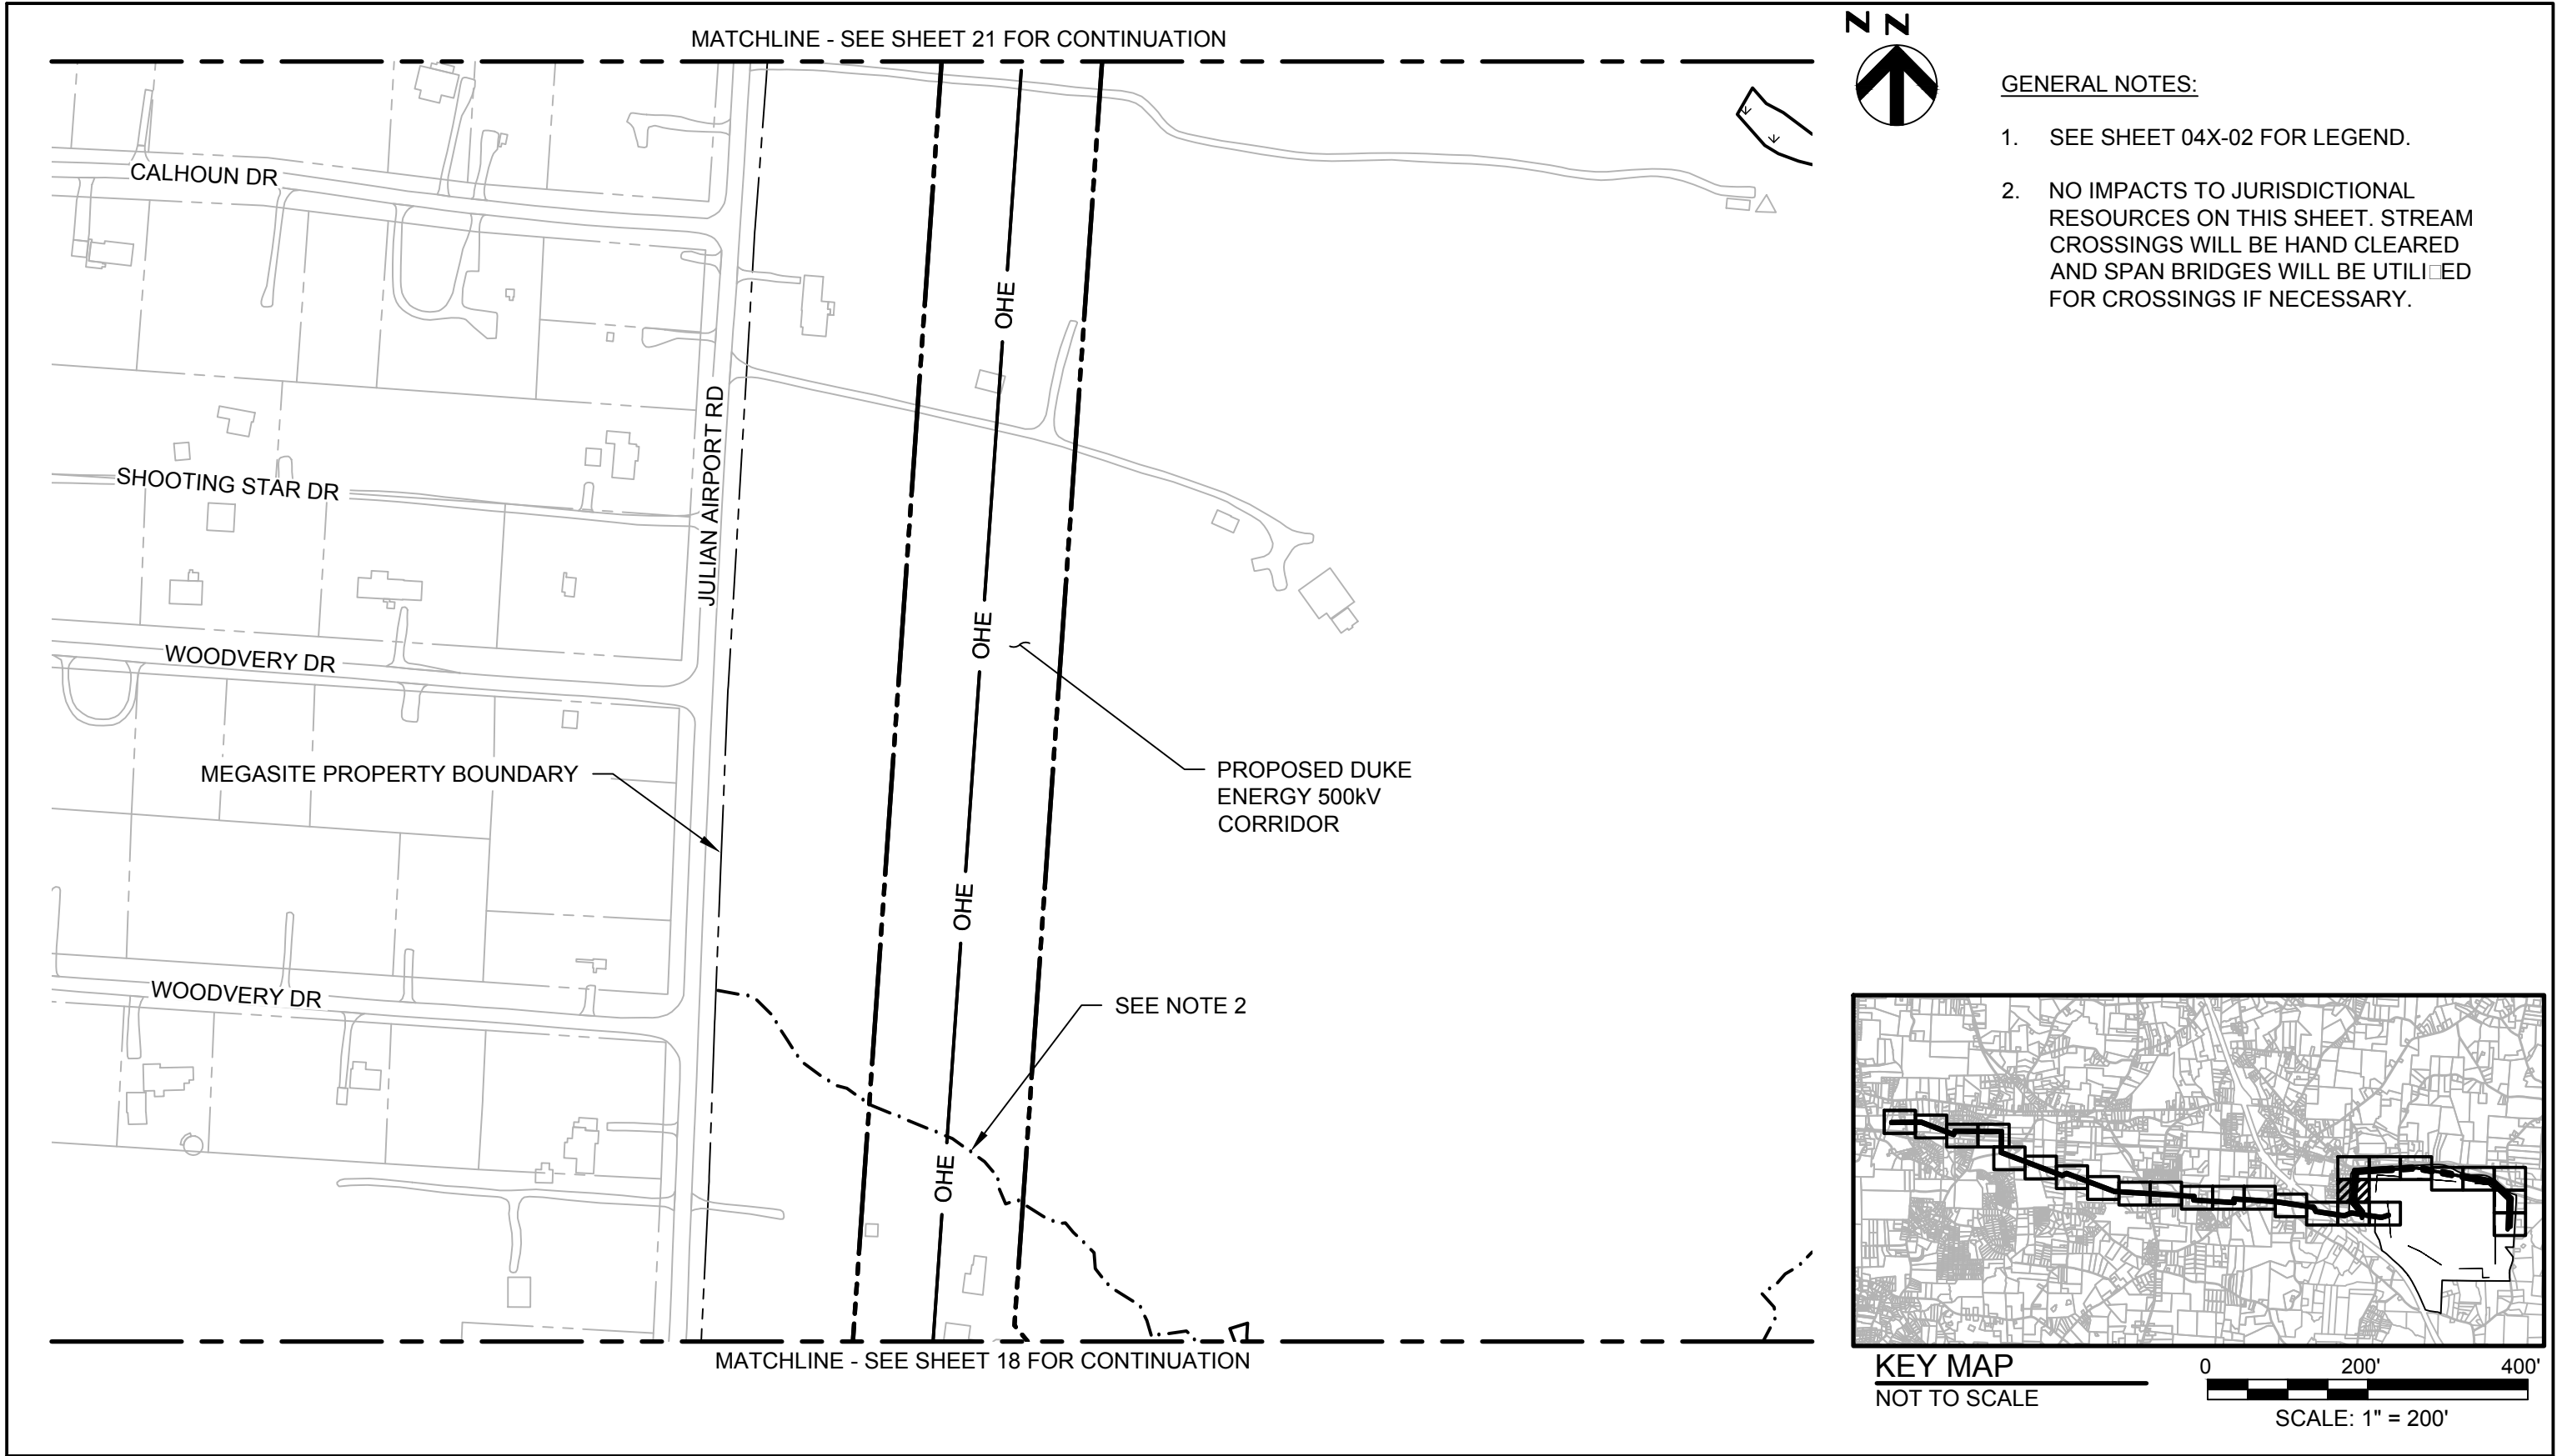 MATCHLINE - SEE SHEET 21 FOR CONTINUATION
N N
GENERAL NOTES:
1. SEE SHEET 04X-02 FOR LEGEND.
2. NO IMPACTS TO JURISDICTIONAL
RESOURCES ON THIS SHEET. STREAM
CROSSINGS WILL BE HAND CLEARED
AND SPAN BRIDGES WILL BE UTILI□ED
FOR CROSSINGS IF NECESSARY.
CALHOUN DR
OHE
JULIAN AIRPORT RD
SHOOTING STAR DR
OHE
WOODVERY DR
MEGASITE PROPERTY BOUNDARY
PROPOSED DUKE
ENERGY 500kV
CORRIDOR
OHE
WOODVERY DR
SEE NOTE 2
OHE
MATCHLINE - SEE SHEET 18 FOR CONTINUATION
KEY MAP
NOT TO SCALE
0 200' 400'
SCALE: 1" = 200'